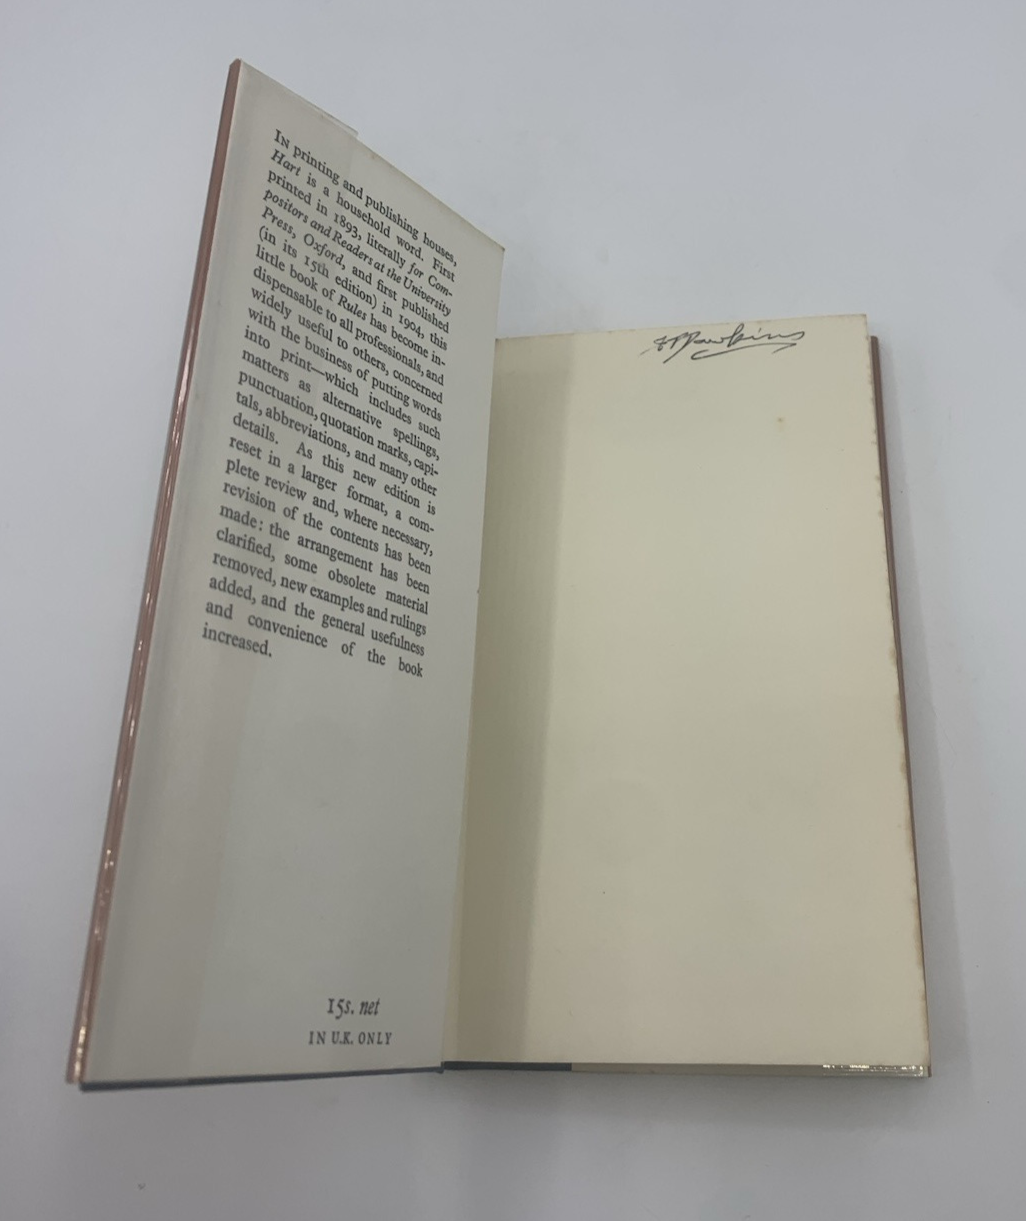 IN printing and publishing houses,
Hart is a household word. First
printed in 1893, literally for Com-
positors and Readers at the University
Press, Oxford, and first published
(in its 15th edition) in 1904, this
little book of Rules has become in-
dispensable to all professionals, and
widely useful to others, concerned
with the business of putting words
into print—which includes such
matters as alternative spellings,
punctuation, quotation marks, capi-
tals, abbreviations, and many other
details. As this new edition is
reset in a larger format, a com-
plete review and, where necessary,
revision of the contents has been
made: the arrangement has been
clarified, some obsolete material
removed, new examples and rulings
added, and the general usefulness
and convenience of the book
increased.
15s. net
IN U.K. ONLY